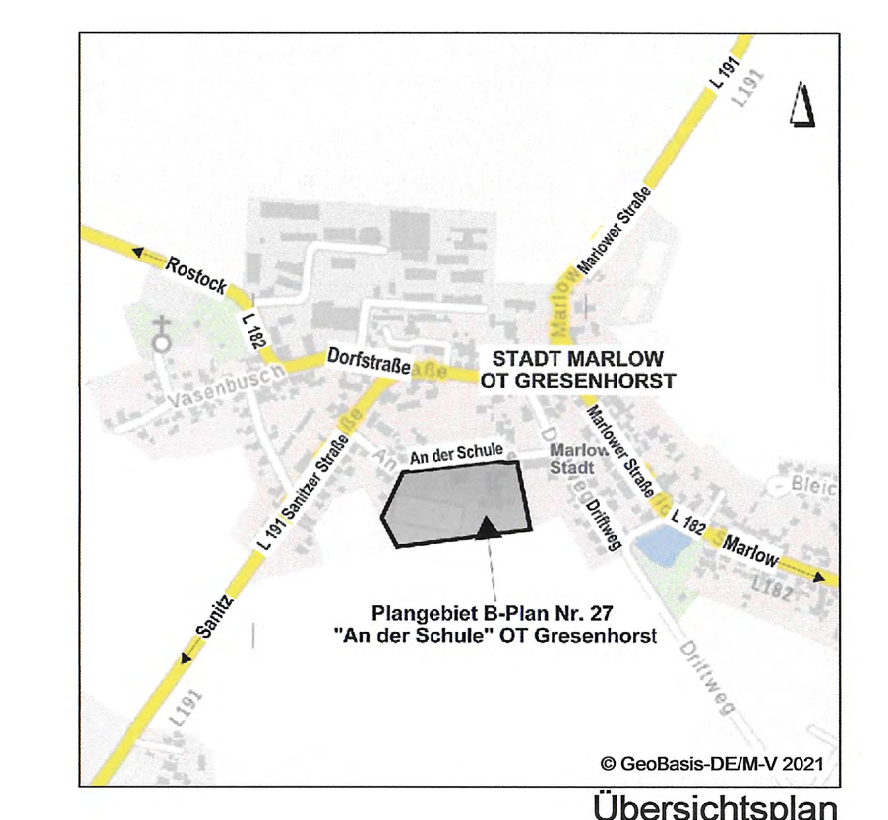 L 191
L191
Marlower Straße
Marlow
Rostock
L 182
Dorfstraße
aße
STADT MARLOW
OT GRESENHORST
Vasenbusch
Marlower Straße
An der Schule
An
Marlow
Stadt
Driftweg
L 191 Sanitzer Straße
Bleic
L 182
Marlow
L182
Sanitz
Plangebiet B-Plan Nr. 27
"An der Schule" OT Gresenhorst
Driftweg
L191
© GeoBasis-DE/M-V 2021
Übersichtsplan